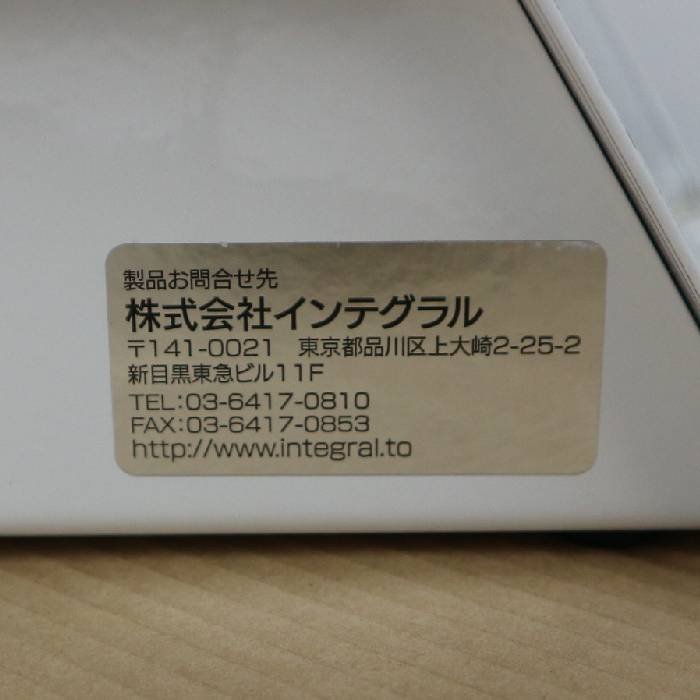 製品お問合せ先
株式会社インテグラル
〒141-0021　東京都品川区上大崎2-25-2
新目黒東急ビル11F
TEL:03-6417-0810
FAX:03-6417-0853
http://www.integral.to